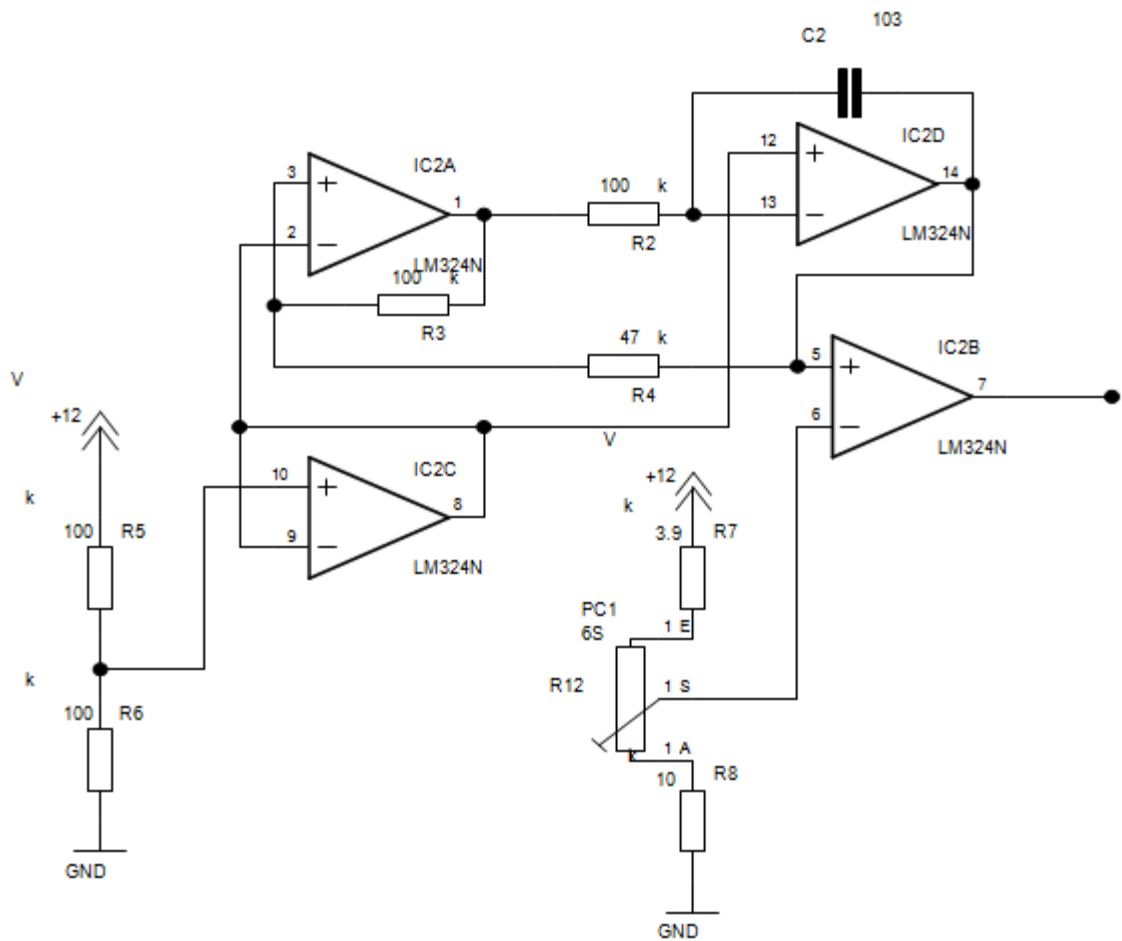 103
C2
12
+
IC2D
14
13
−
LM324N
3
+
IC2A
1
2
−
LM324N
100 k
R2
100 k
R3
47 k
R4
5
+
IC2B
7
6
−
LM324N
V
+12
k
100
R5
10
+
IC2C
8
9
−
LM324N
V
+12
k
3.9
R7
PC1
6S
1 E
R12
1 S
k
1 A
10
R8
GND
k
100
R6
GND